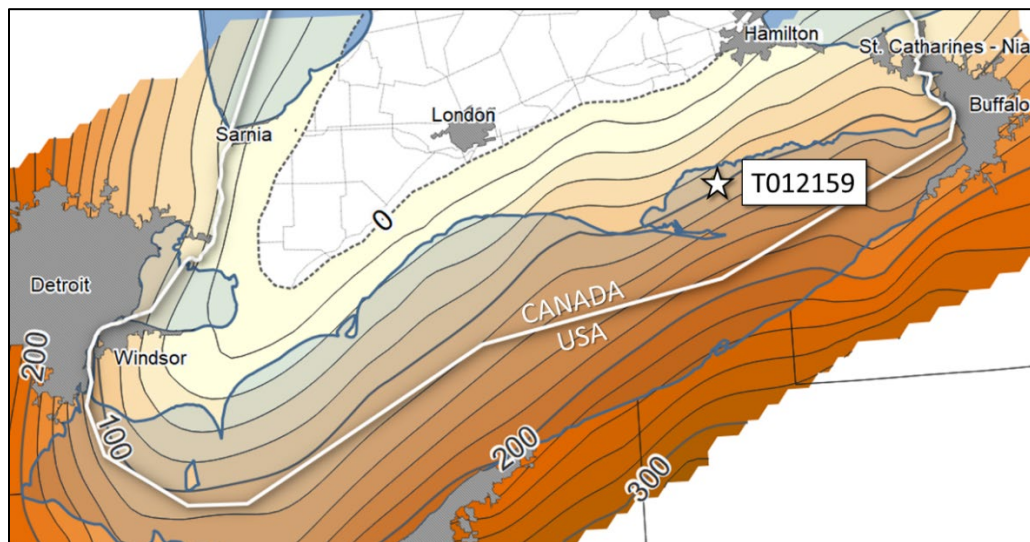 Hamilton
St. Catharines - Nia
Buffalo
London
Sarnia
T012159
0
Detroit
CANADA
USA
Windsor
200
100
200
300